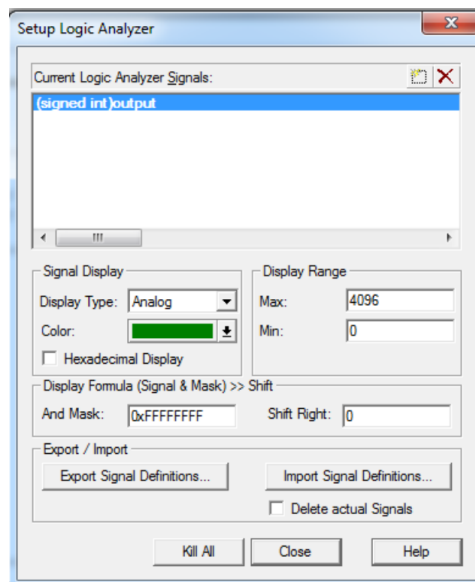 Setup Logic Analyzer
Current Logic Analyzer Signals:
(signed int)output
Signal Display
Display Type: Analog
Color:
Hexadecimal Display
Display Range
Max: 4096
Min: 0
Display Formula (Signal & Mask) >> Shift
And Mask: 0xFFFFFFFF
Shift Right: 0
Export / Import
Export Signal Definitions...
Import Signal Definitions...
Delete actual Signals
Kill All
Close
Help